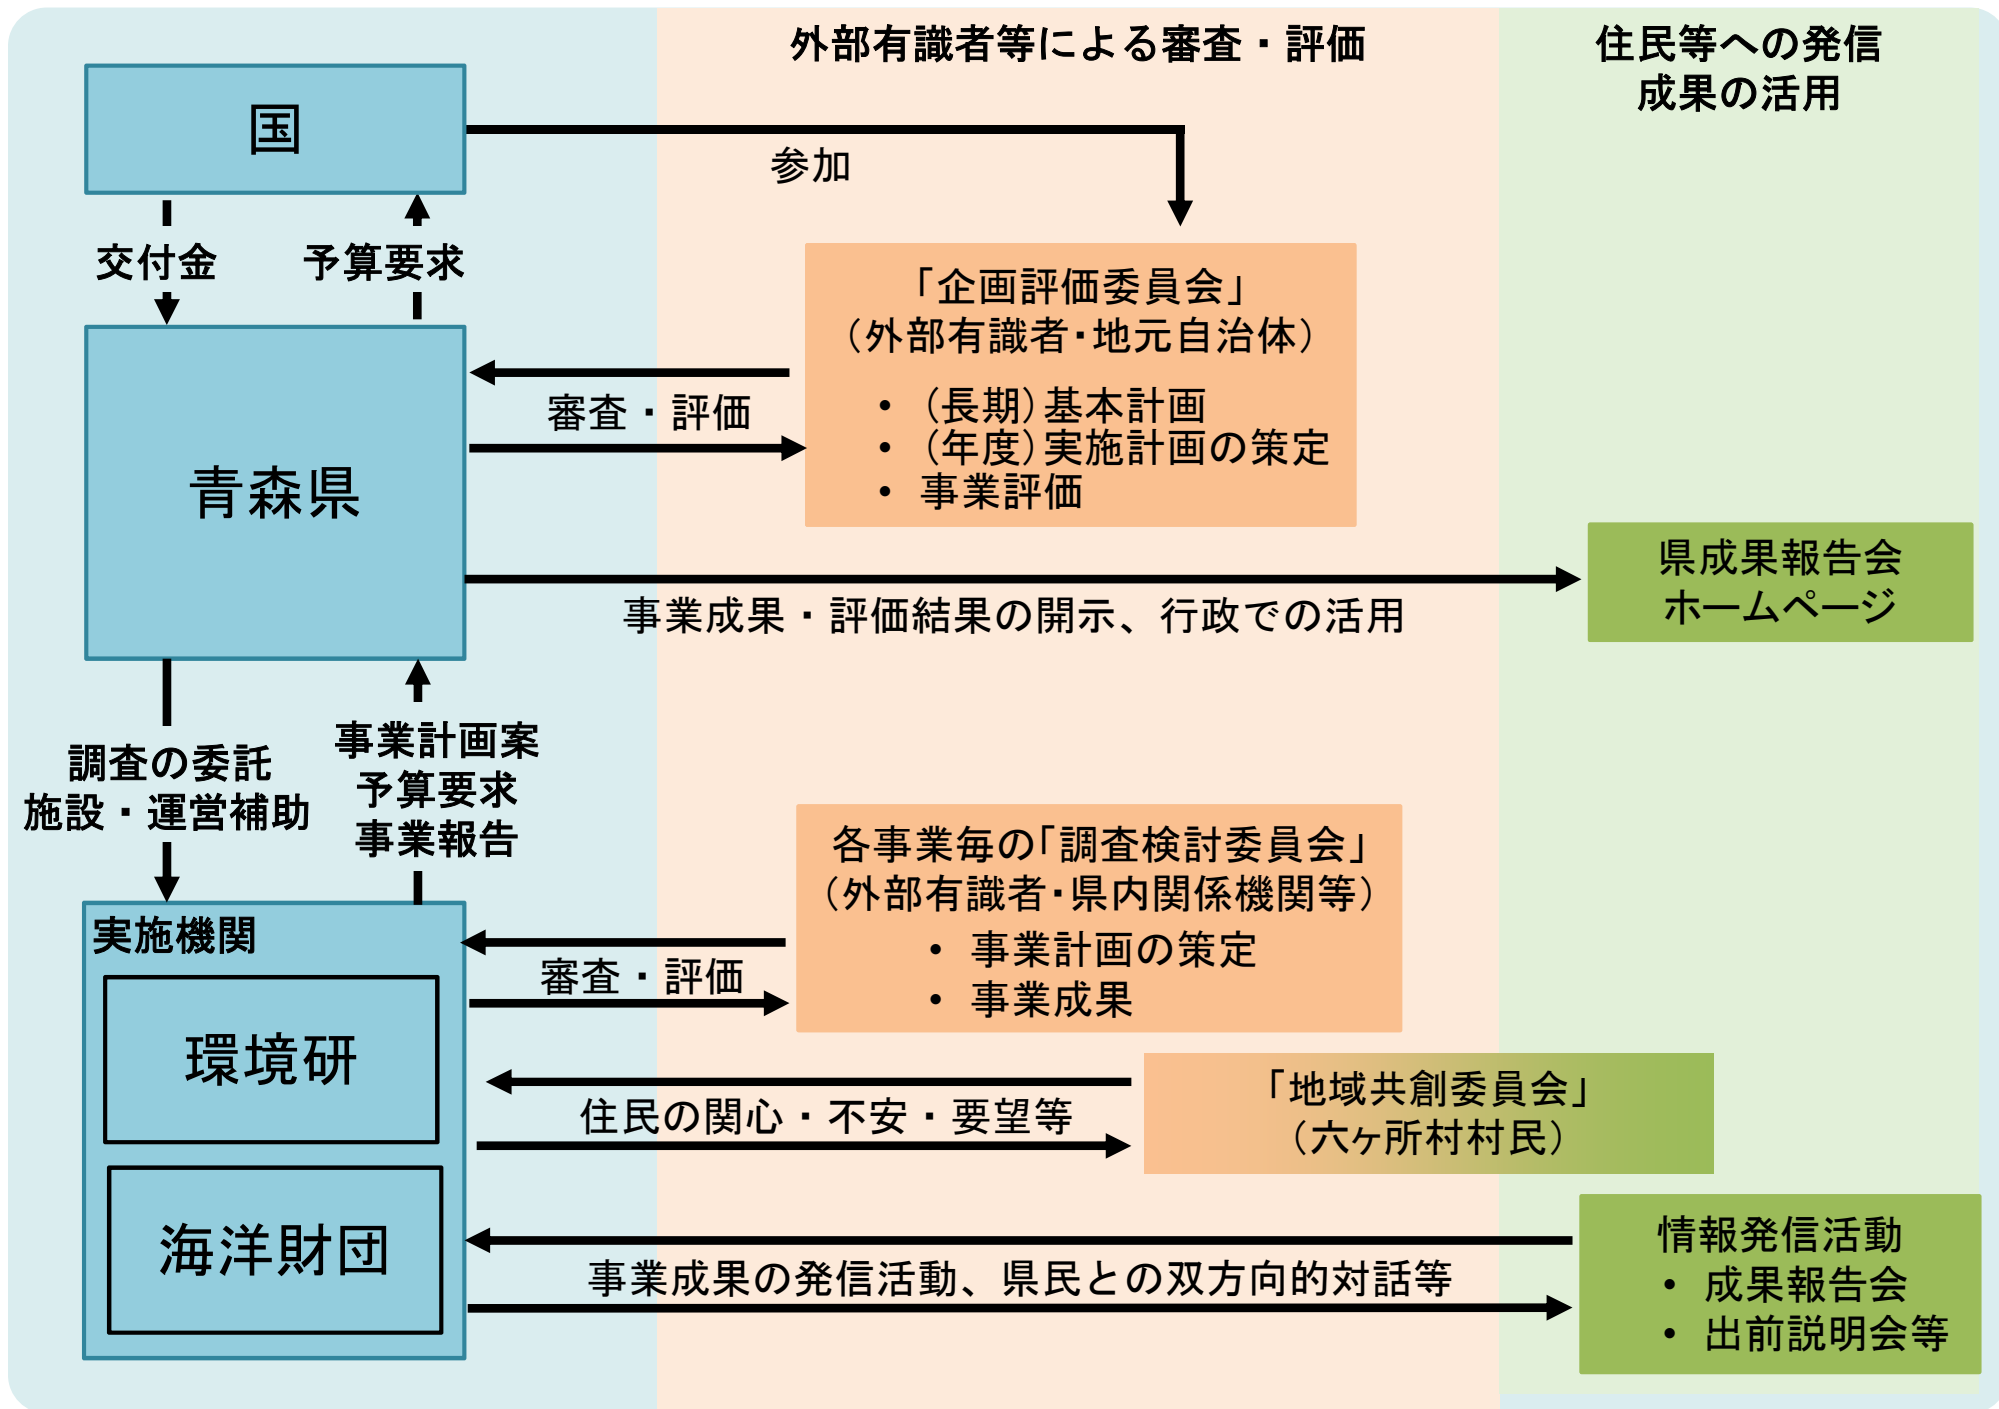 外部有識者等による審査・評価
住民等への発信
成果の活用
国
参加
交付金
予算要求
「企画評価委員会」
（外部有識者・地元自治体）
• （長期）基本計画
• （年度）実施計画の策定
• 事業評価
審査・評価
青森県
県成果報告会
ホームページ
事業成果・評価結果の開示、行政での活用
調査の委託
施設・運営補助
事業計画案
予算要求
事業報告
各事業毎の「調査検討委員会」
（外部有識者・県内関係機関等）
• 事業計画の策定
• 事業成果
実施機関
審査・評価
環境研
「地域共創委員会」
（六ヶ所村村民）
住民の関心・不安・要望等
海洋財団
情報発信活動
• 成果報告会
• 出前説明会等
事業成果の発信活動、県民との双方向的対話等